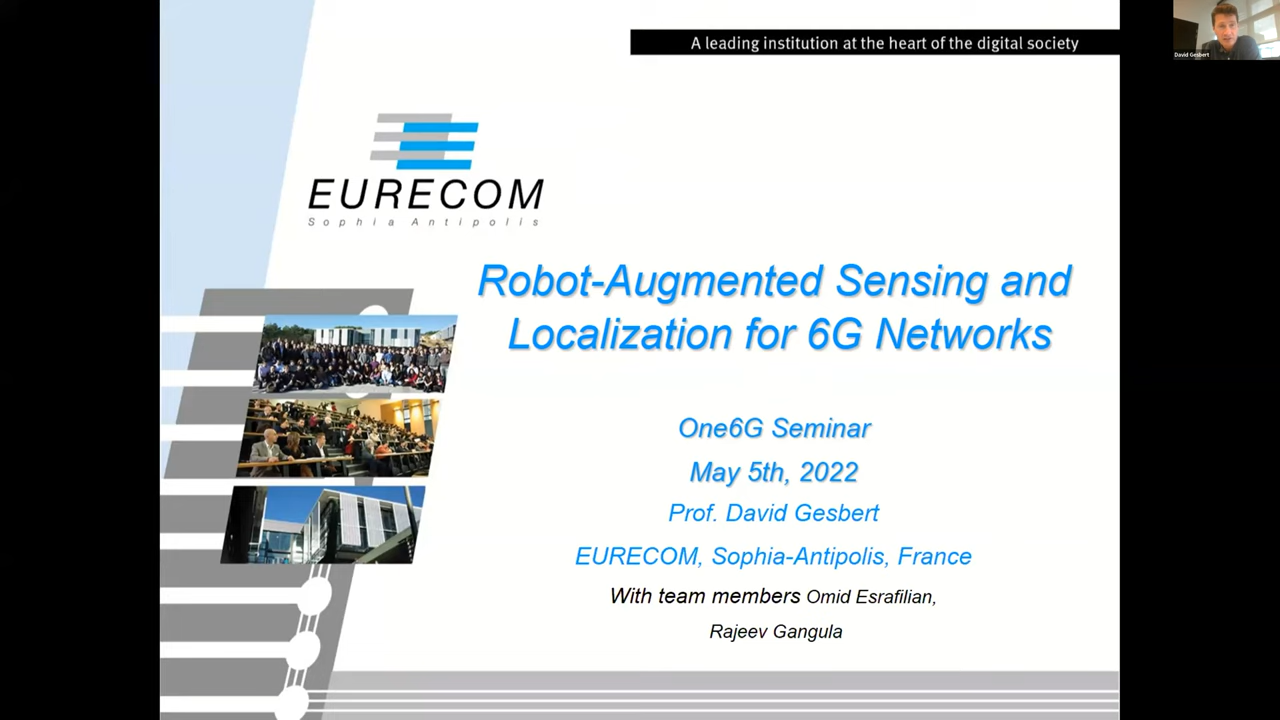 A leading institution at the heart of the digital society
David Gesbert
EURECOM
Sophia Antipolis
Robot-Augmented Sensing and
Localization for 6G Networks
One6G Seminar
May 5th, 2022
Prof. David Gesbert
EURECOM, Sophia-Antipolis, France
With team members Omid Esrafilian,
Rajeev Gangula